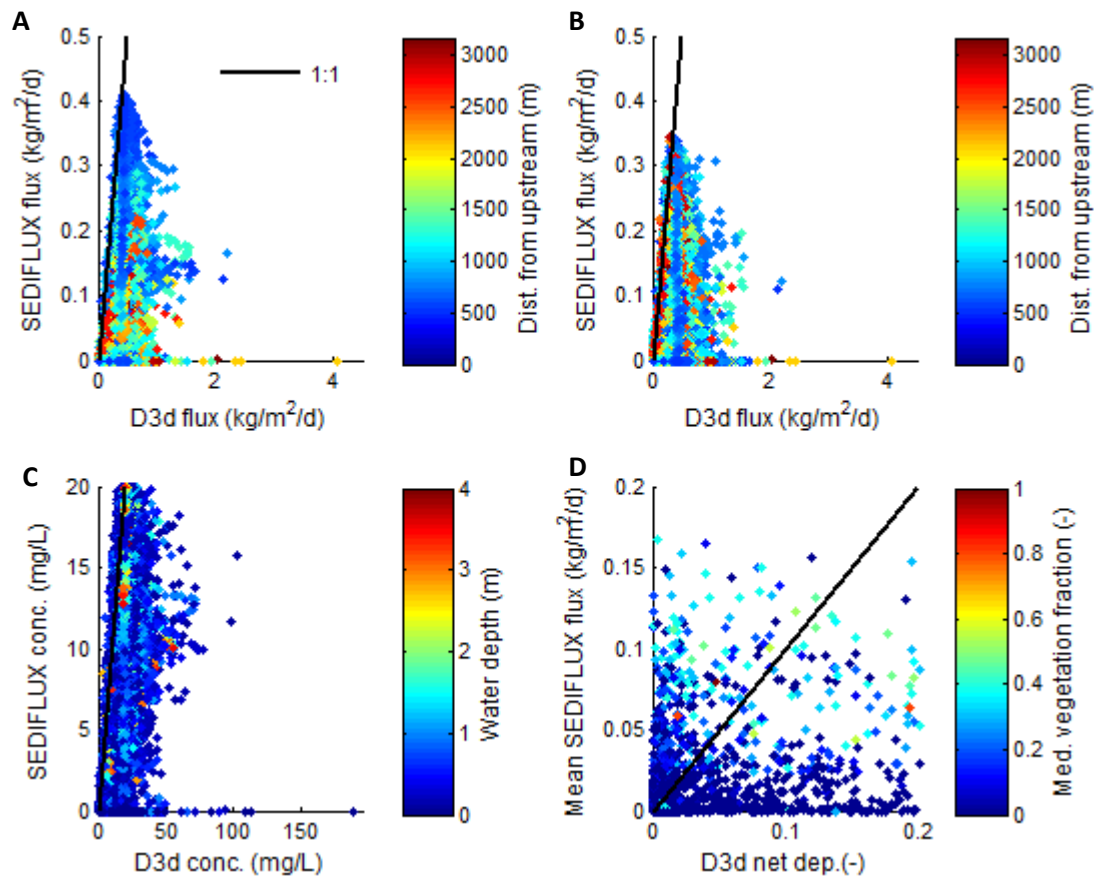 A
B
0.5
0.4
0.3
0.2
0.1
0
SEDIFLUX flux (kg/m²/d)
1:1
0 2 4
D3d flux (kg/m²/d)
3000
2500
2000
1500
1000
500
0
Dist. from upstream (m)
0.5
0.4
0.3
0.2
0.1
0
SEDIFLUX flux (kg/m²/d)
0 2 4
D3d flux (kg/m²/d)
3000
2500
2000
1500
1000
500
0
Dist. from upstream (m)
C
D
20
15
10
5
0
SEDIFLUX conc. (mg/L)
0 50 100 150
D3d conc. (mg/L)
4
3
2
1
0
Water depth (m)
0.2
0.15
0.1
0.05
0
Mean SEDIFLUX flux (kg/m²/d)
0 0.1 0.2
D3d net dep.(-)
1
0.8
0.6
0.4
0.2
0
Med. vegetation fraction (-)